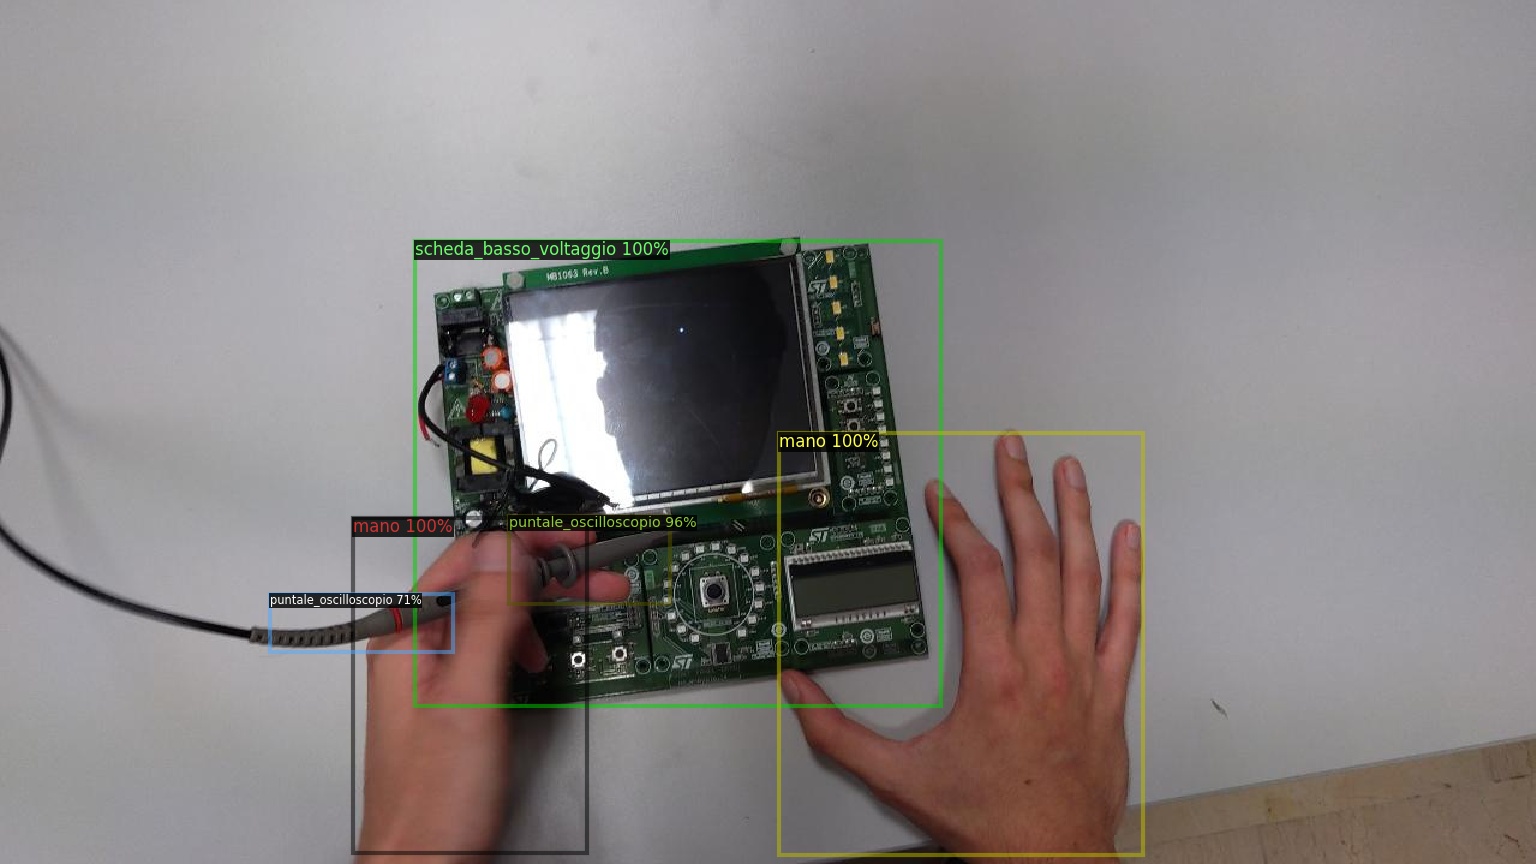 scheda_basso_voltaggio 100%
MB1063 Rev.B
mano 100%
mano 100%
puntale_oscilloscopio 96%
puntale_oscilloscopio 71%